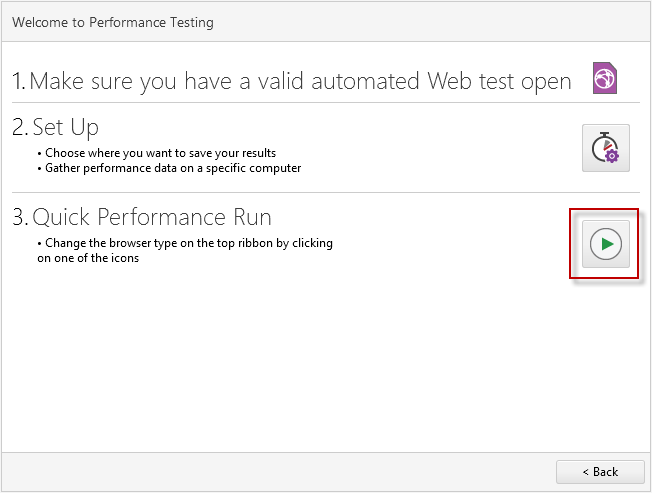 Welcome to Performance Testing
1. Make sure you have a valid automated Web test open
2. Set Up
• Choose where you want to save your results
• Gather performance data on a specific computer
3. Quick Performance Run
• Change the browser type on the top ribbon by clicking
on one of the icons
< Back